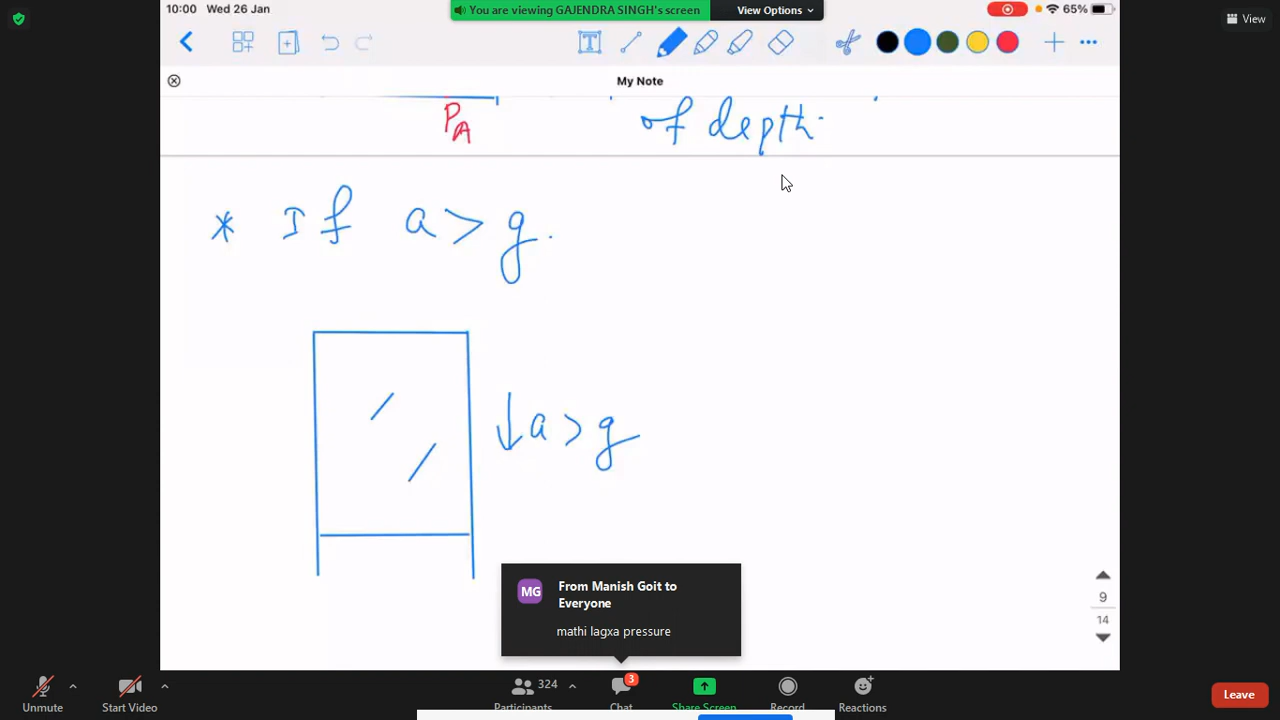 10:00 Wed 26 Jan
You are viewing GAJENDRA SINGH's screen
View Options
65%
View
My Note
P_A
of depth.
* If a > g.
↓a > g
MG
From Manish Goit to
Everyone
mathi lagxa pressure
9
14
Unmute
Start Video
324
Participants
3
Chat
Share Screen
Record
Reactions
Leave